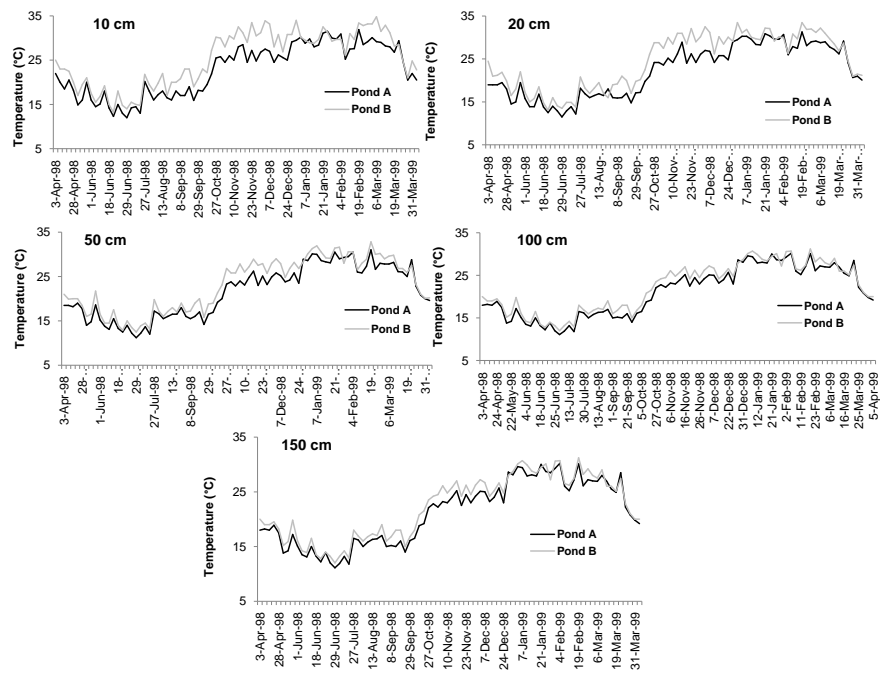 10 cm
Temperature (°C)
35
25
15
5
Pond A
Pond B
3-Apr-98
28-Apr-98
1-Jun-98
18-Jun-98
29-Jun-98
27-Jul-98
13-Aug-98
8-Sep-98
29-Sep-98
27-Oct-98
10-Nov-98
23-Nov-98
7-Dec-98
24-Dec-98
7-Jan-99
21-Jan-99
4-Feb-99
19-Feb-99
6-Mar-99
19-Mar-99
31-Mar-99
20 cm
Temperature (°C)
35
25
15
5
Pond A
Pond B
3-Apr-98
28-Apr-98
1-Jun-98
18-Jun-98
29-Jun-98
27-Jul-98
13-Aug-..
8-Sep-98
29-Sep-..
27-Oct-98
10-Nov-..
23-Nov-..
7-Dec-98
24-Dec-..
7-Jan-99
21-Jan-99
4-Feb-99
19-Feb-..
6-Mar-99
19-Mar-..
31-Mar-..
50 cm
Temperature (°C)
35
25
15
5
Pond A
Pond B
3-Apr-98
28-..
1-Jun-98
18-..
29-..
27-Jul-98
13-..
8-Sep-98
29-..
27-..
10-..
23-..
7-Dec-98
24-..
7-Jan-99
21-..
4-Feb-99
19-..
6-Mar-99
19-..
31-..
100 cm
Temperature (°C)
35
25
15
5
Pond A
Pond B
3-Apr-98
24-Apr-98
22-May-98
4-Jun-98
18-Jun-98
25-Jun-98
13-Jul-98
30-Jul-98
13-Aug-98
1-Sep-98
21-Sep-98
5-Oct-98
27-Oct-98
6-Nov-98
16-Nov-98
26-Nov-98
7-Dec-98
22-Dec-98
31-Dec-98
12-Jan-99
21-Jan-99
2-Feb-99
11-Feb-99
23-Feb-99
6-Mar-99
16-Mar-99
25-Mar-99
5-Apr-99
150 cm
Temperature (°C)
35
25
15
5
Pond A
Pond B
3-Apr-98
28-Apr-98
1-Jun-98
18-Jun-98
29-Jun-98
27-Jul-98
13-Aug-98
8-Sep-98
29-Sep-98
27-Oct-98
10-Nov-98
23-Nov-98
7-Dec-98
24-Dec-98
7-Jan-99
21-Jan-99
4-Feb-99
19-Feb-99
6-Mar-99
19-Mar-99
31-Mar-99